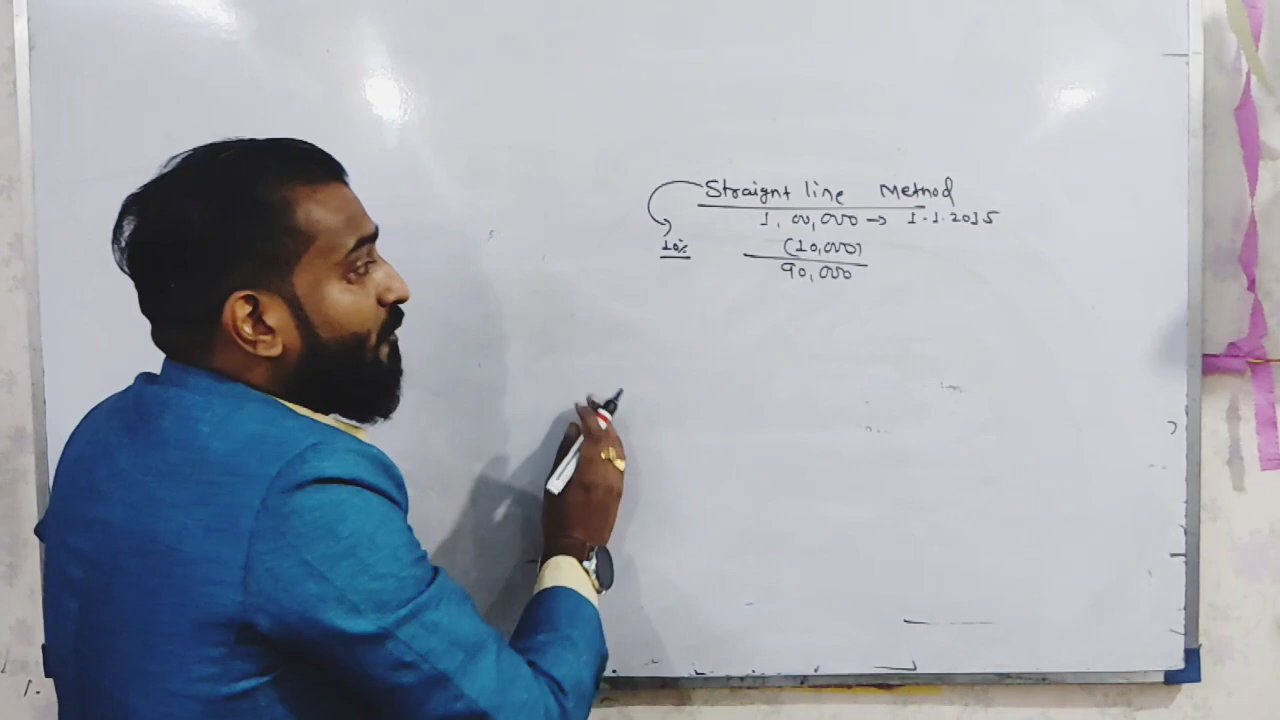 Straight line Method
1,00,000 → 1.1.2015
10% (10,000)
90,000